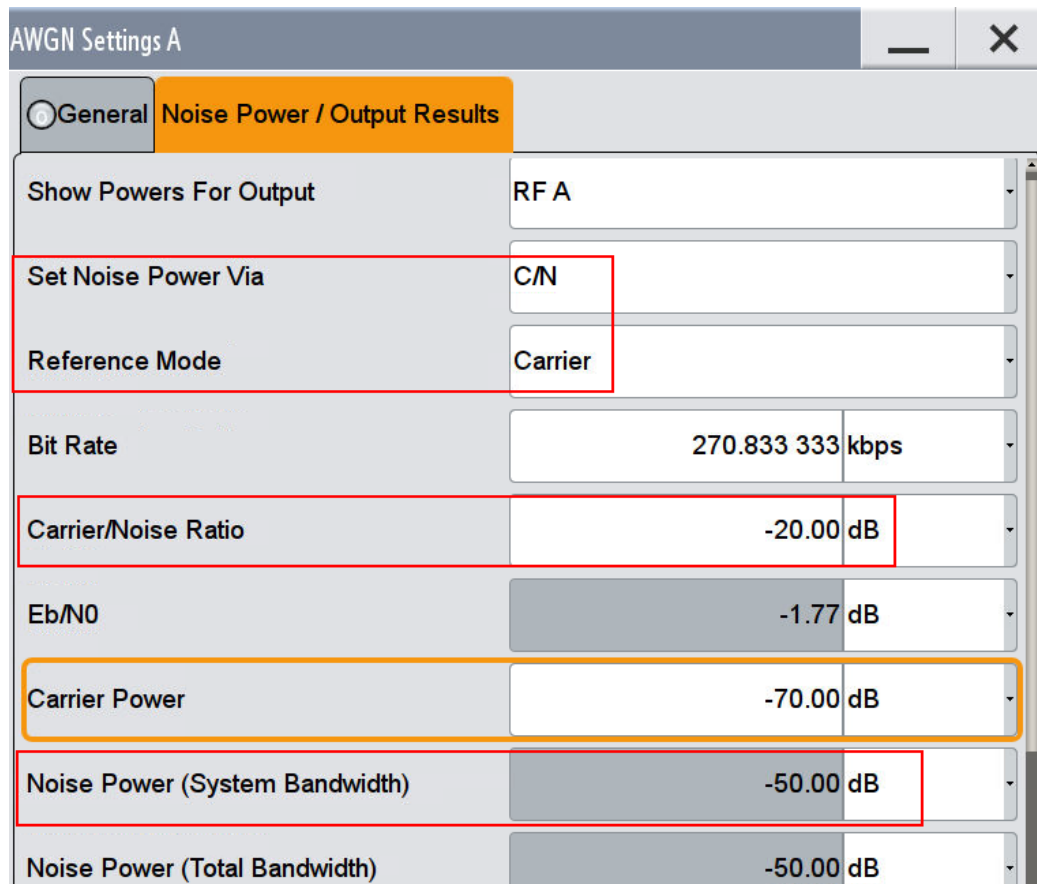 AWGN Settings A
General Noise Power / Output Results
Show Powers For Output RF A
Set Noise Power Via C/N
Reference Mode Carrier
Bit Rate 270.833 333 kbps
Carrier/Noise Ratio -20.00 dB
Eb/N0 -1.77 dB
Carrier Power -70.00 dB
Noise Power (System Bandwidth) -50.00 dB
Noise Power (Total Bandwidth) -50.00 dB